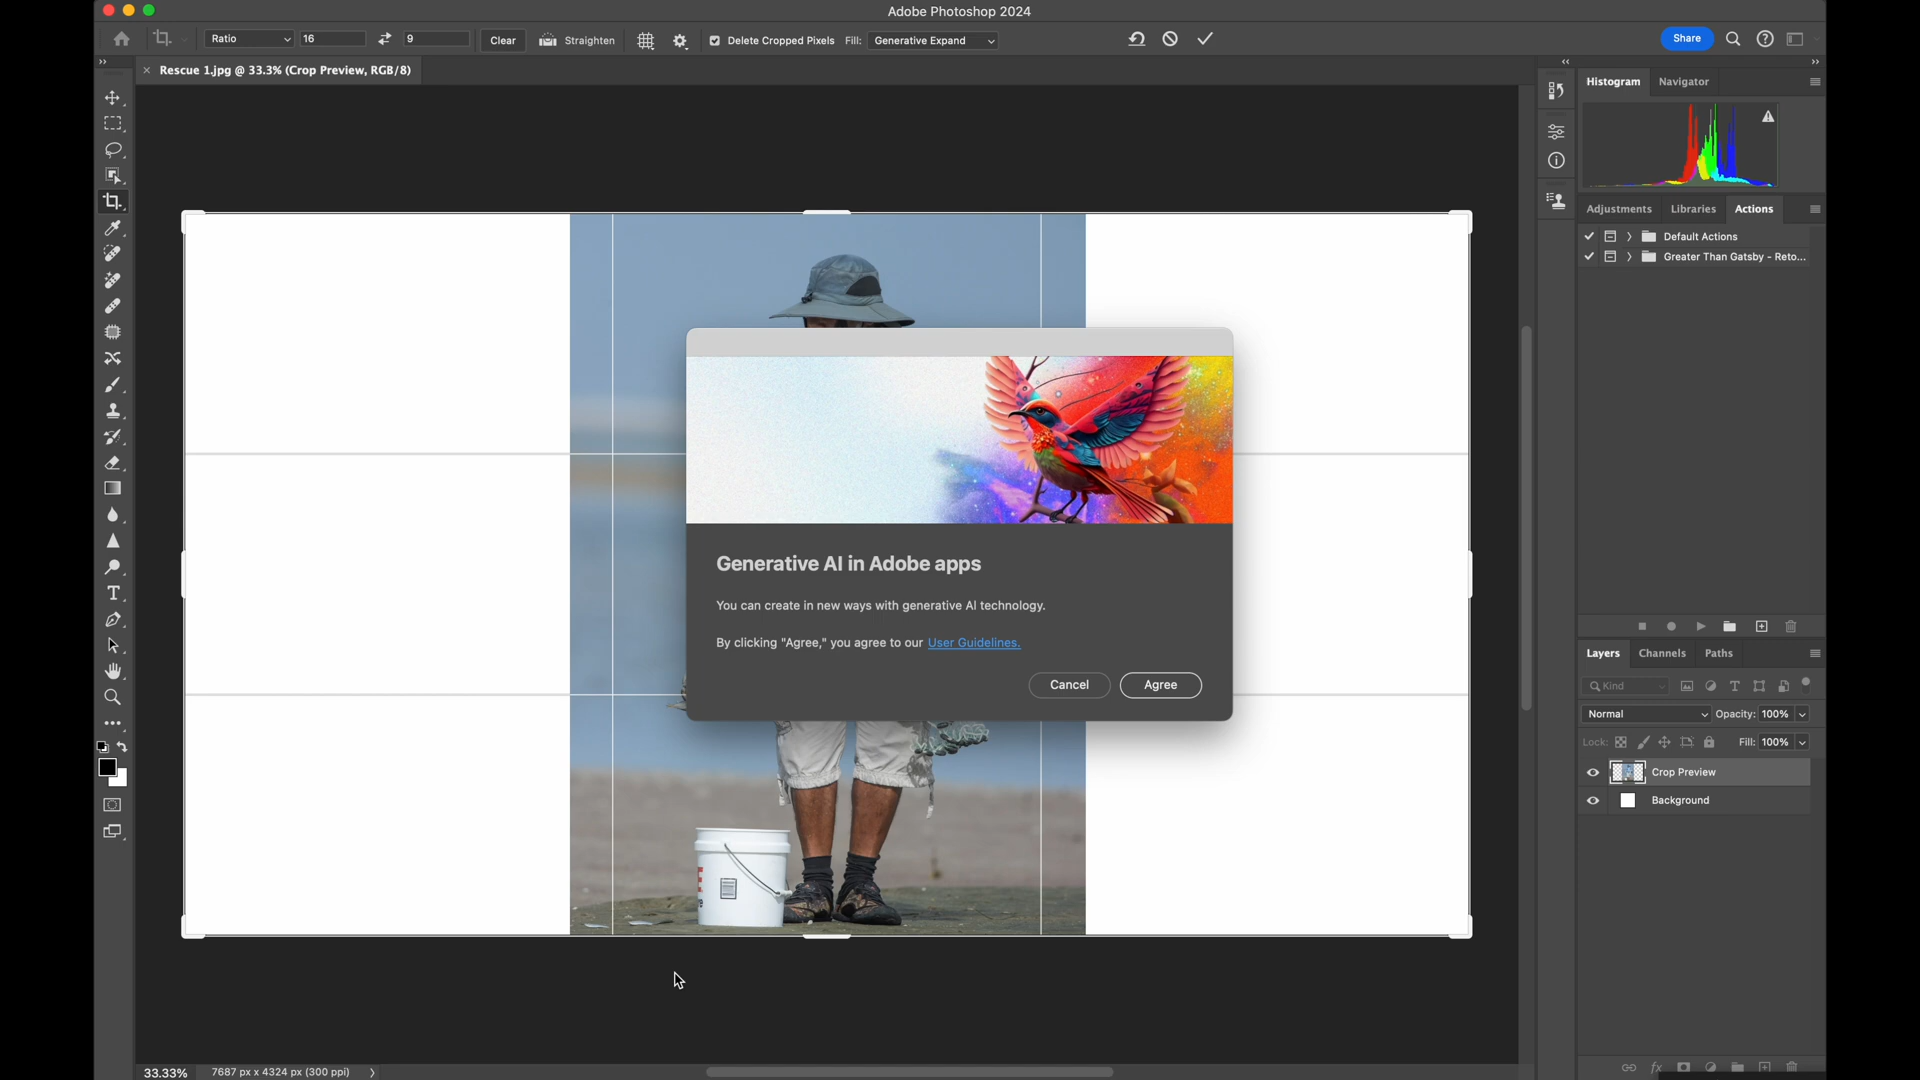 Adobe Photoshop 2024
Ratio 16 9 Clear Straighten Delete Cropped Pixels Fill: Generative Expand Share
Rescue 1.jpg @ 33.3% (Crop Preview, RGB/8)
Histogram Navigator
Adjustments Libraries Actions
Default Actions
Greater Than Gatsby - Reto...
Generative AI in Adobe apps
You can create in new ways with generative AI technology.
By clicking "Agree," you agree to our User Guidelines.
Cancel Agree
Layers Channels Paths
Kind
Normal Opacity: 100%
Lock: Fill: 100%
Crop Preview
Background
33.33% 7687 px x 4324 px (300 ppi)